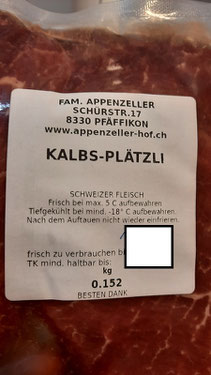 FAM. APPENZELLER
SCHÜRSTR.17
8330 PFÄFFIKON
www.appenzeller-hof.ch
KALBS-PLÄTZLI
SCHWEIZER FLEISCH
Frisch bei max. 5 C aufbewahren
Tiefgekühlt bei mind. -18° C aufbewahren.
Nach dem Auftauen nicht wieder einfrieren.
frisch zu verbrauchen
TK mind. haltbar bis:
kg
0.152
BESTEN DANK